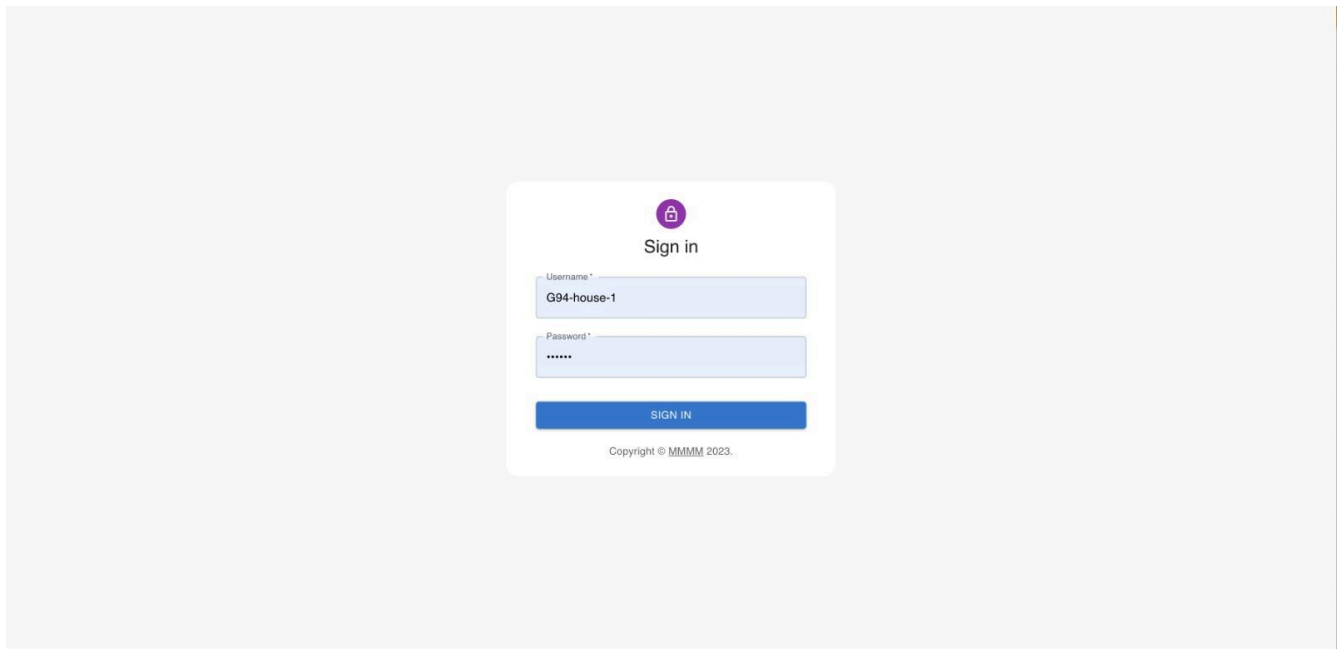 Sign in
Username *
G94-house-1
Password *
••••••
SIGN IN
Copyright © MMMM 2023.